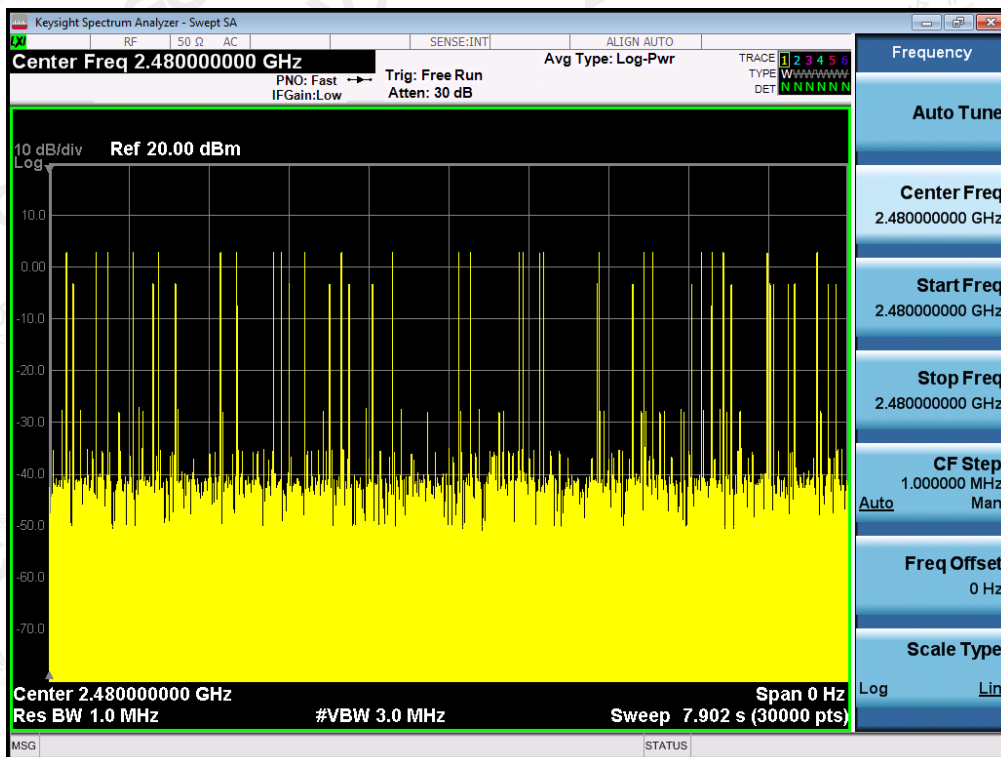 Keysight Spectrum Analyzer - Swept SA
LXI
RF 50 Ω AC SENSE:INT ALIGN AUTO
Center Freq 2.480000000 GHz
PNO: Fast
IFGain:Low
Trig: Free Run
Atten: 30 dB
Avg Type: Log-Pwr
TRACE 1 2 3 4 5 6
TYPE W W W W W W
DET N N N N N N
10 dB/div Ref 20.00 dBm
Log
10.0
0.00
-10.0
-20.0
-30.0
-40.0
-50.0
-60.0
-70.0
Center 2.480000000 GHz Span 0 Hz
Res BW 1.0 MHz #VBW 3.0 MHz Sweep 7.902 s (30000 pts)
MSG STATUS
Frequency
Auto Tune
Center Freq
2.480000000 GHz
Start Freq
2.480000000 GHz
Stop Freq
2.480000000 GHz
CF Step
1.000000 MHz
Auto Man
Freq Offset
0 Hz
Scale Type
Log Lin